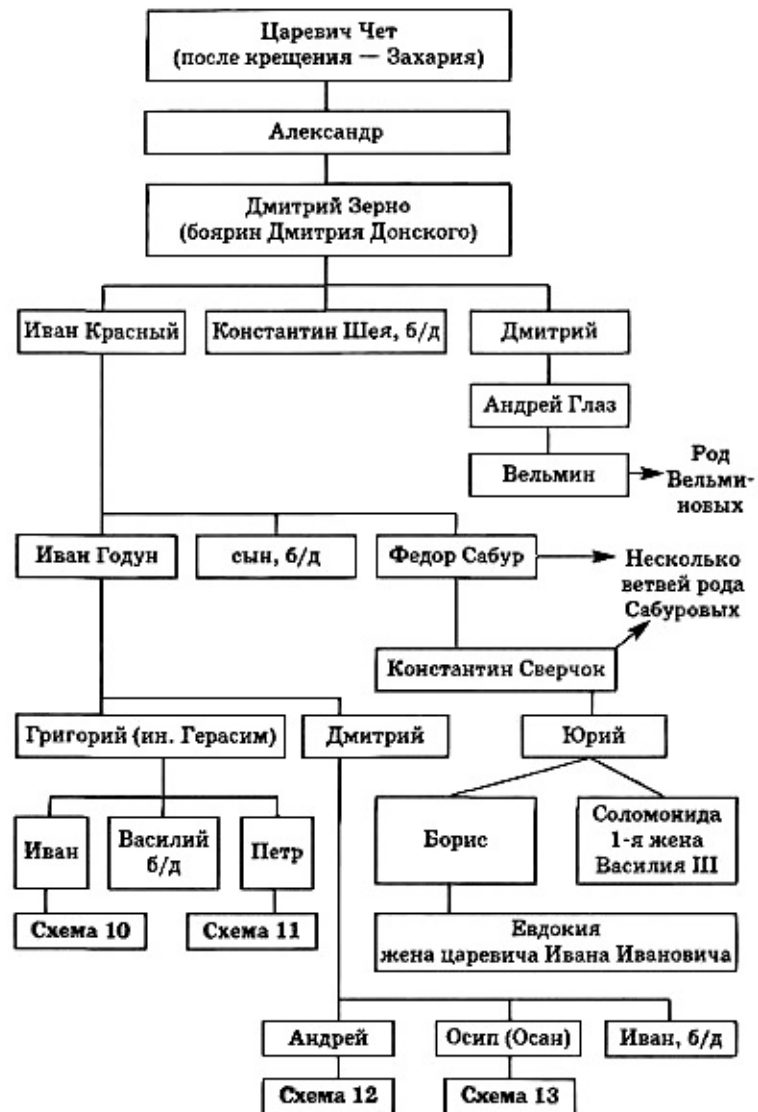 Царевич Чет
(после крещения — Захария)
Александр
Дмитрий Зерно
(боярин Дмитрия Донского)
Иван Красный
Константин Шея, б/д
Дмитрий
Андрей Глаз
Вельмин
Род
Вельми-
новых
Иван Годун
сын, б/д
Федор Сабур
Несколько
ветвей рода
Сабуровых
Константин Сверчок
Григорий (ин. Герасим)
Дмитрий
Юрий
Иван
Василий
б/д
Петр
Борис
Соломонида
1-я жена
Василия III
Схема 10
Схема 11
Евдокия
жена царевича Ивана Ивановича
Андрей
Осип (Осан)
Иван, б/д
Схема 12
Схема 13